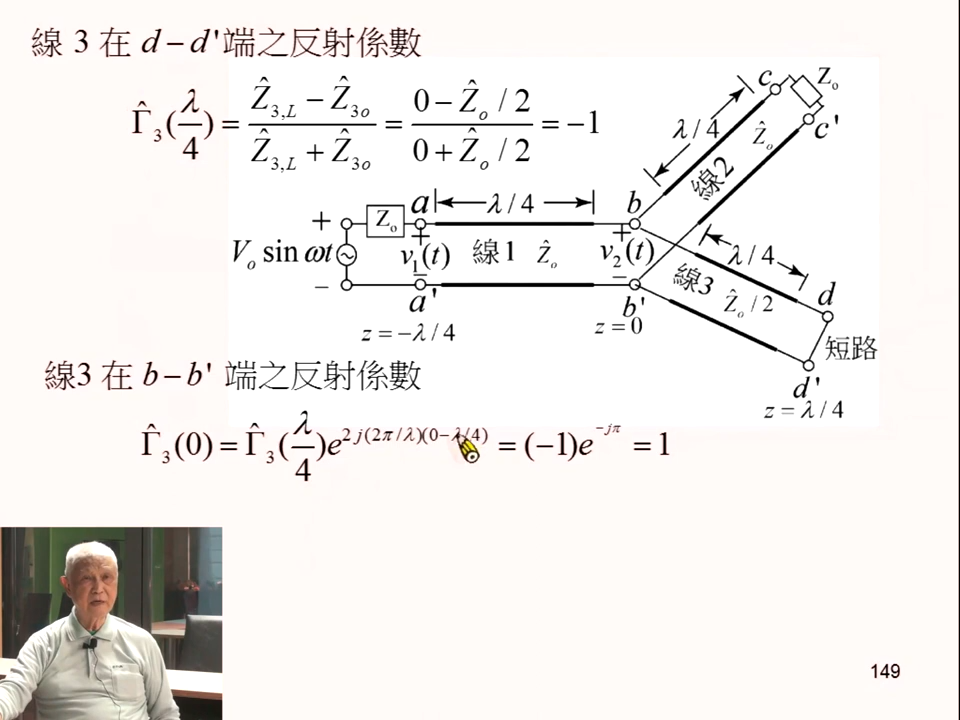 線 3 在 d − d' 端之反射係數
Γ̂₃(λ/4) = (Ẑ₃,L − Ẑ₃ₒ)/(Ẑ₃,L + Ẑ₃ₒ) = (0 − Ẑₒ / 2)/(0 + Ẑₒ / 2) = −1
c Zₒ
c'
λ / 4 Ẑₒ
線2
a λ / 4 b
+ Zₒ + +
Vₒ sin ωt v₁(t) 線1 Ẑₒ v₂(t)
− − −
λ / 4
線3 Ẑₒ / 2 d
a' b'
z = −λ / 4 z = 0
短路
d'
z = λ / 4
線3 在 b − b' 端之反射係數
Γ̂₃(0) = Γ̂₃(λ/4)e^{2j(2π/λ)(0−λ/4)} = (−1)e^{−jπ} = 1
149